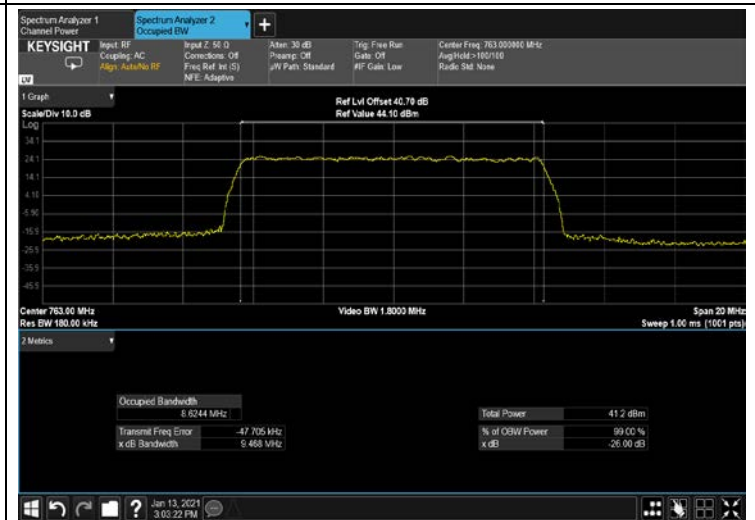 Spectrum Analyzer 1
Channel Power
Spectrum Analyzer 2
Occupied BW
+
KEYSIGHT
Input: RF
Coupling: AC
Align: Auto/No RF
Input Z: 50 Ω
Corrections: Off
Freq Ref: Int (S)
NFE: Adaptive
Atten: 30 dB
Preamp: Off
µW Path: Standard
Trig: Free Run
Gate: Off
#IF Gain: Low
Center Freq: 763.000000 MHz
Avg|Hold:>100/100
Radio Std: None
1 Graph
Scale/Div 10.0 dB
Ref Lvl Offset 40.70 dB
Ref Value 44.10 dBm
Log
34.1
24.1
14.1
4.10
-5.90
-15.9
-25.9
-35.9
-45.9
Center 763.00 MHz
Res BW 180.00 kHz
Video BW 1.8000 MHz
Span 20 MHz
Sweep 1.00 ms (1001 pts)
2 Metrics
Occupied Bandwidth
8.6244 MHz
Transmit Freq Error -47.705 kHz
x dB Bandwidth 9.468 MHz
Total Power 41.2 dBm
% of OBW Power 99.00 %
x dB -26.00 dB
?
Jan 13, 2021
3:03:22 PM